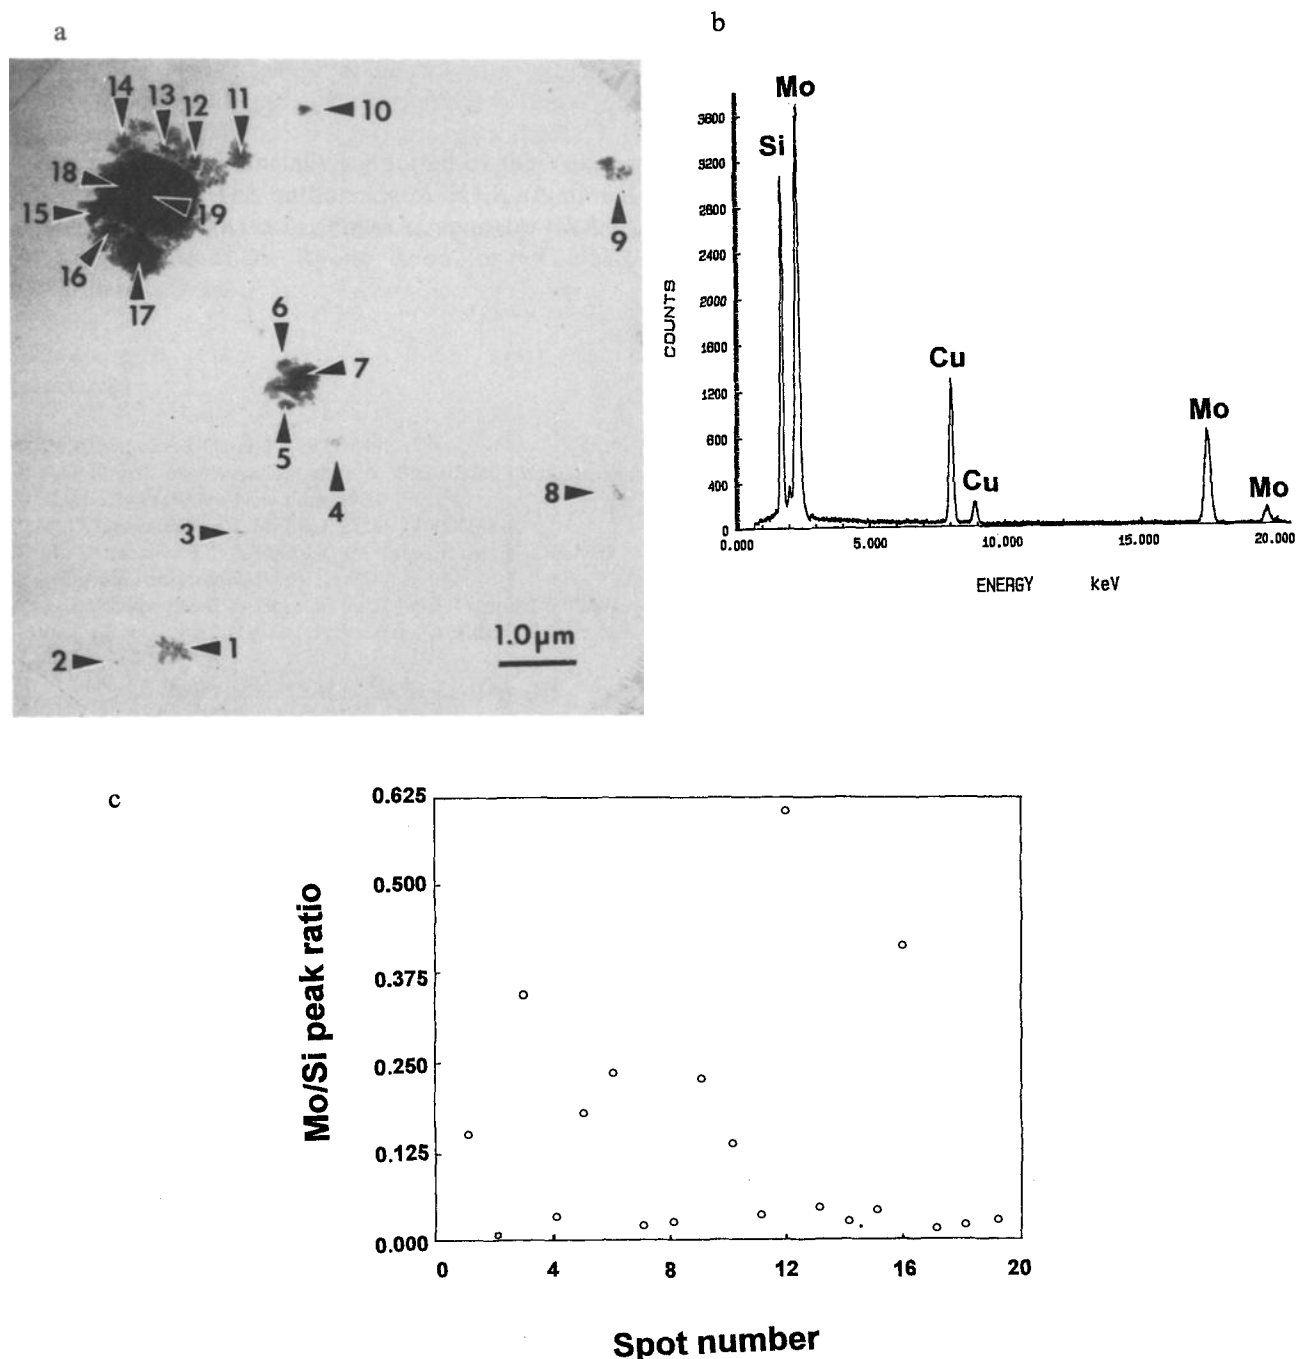 a
14 13 12 11 10
18
15 19 9
16
17
6
7
5
8
4
3
1.0 µm
2 1
b
Mo
Si
3600
3200
2800
2400
2000
1600
1200
800
400
0
COUNTS
Cu
Cu
Mo
Mo
0.000 5.000 10.000 15.000 20.000
ENERGY keV
c
0.625
0.500
0.375
0.250
0.125
0.000
Mo/Si peak ratio
0 4 8 12 16 20
Spot number